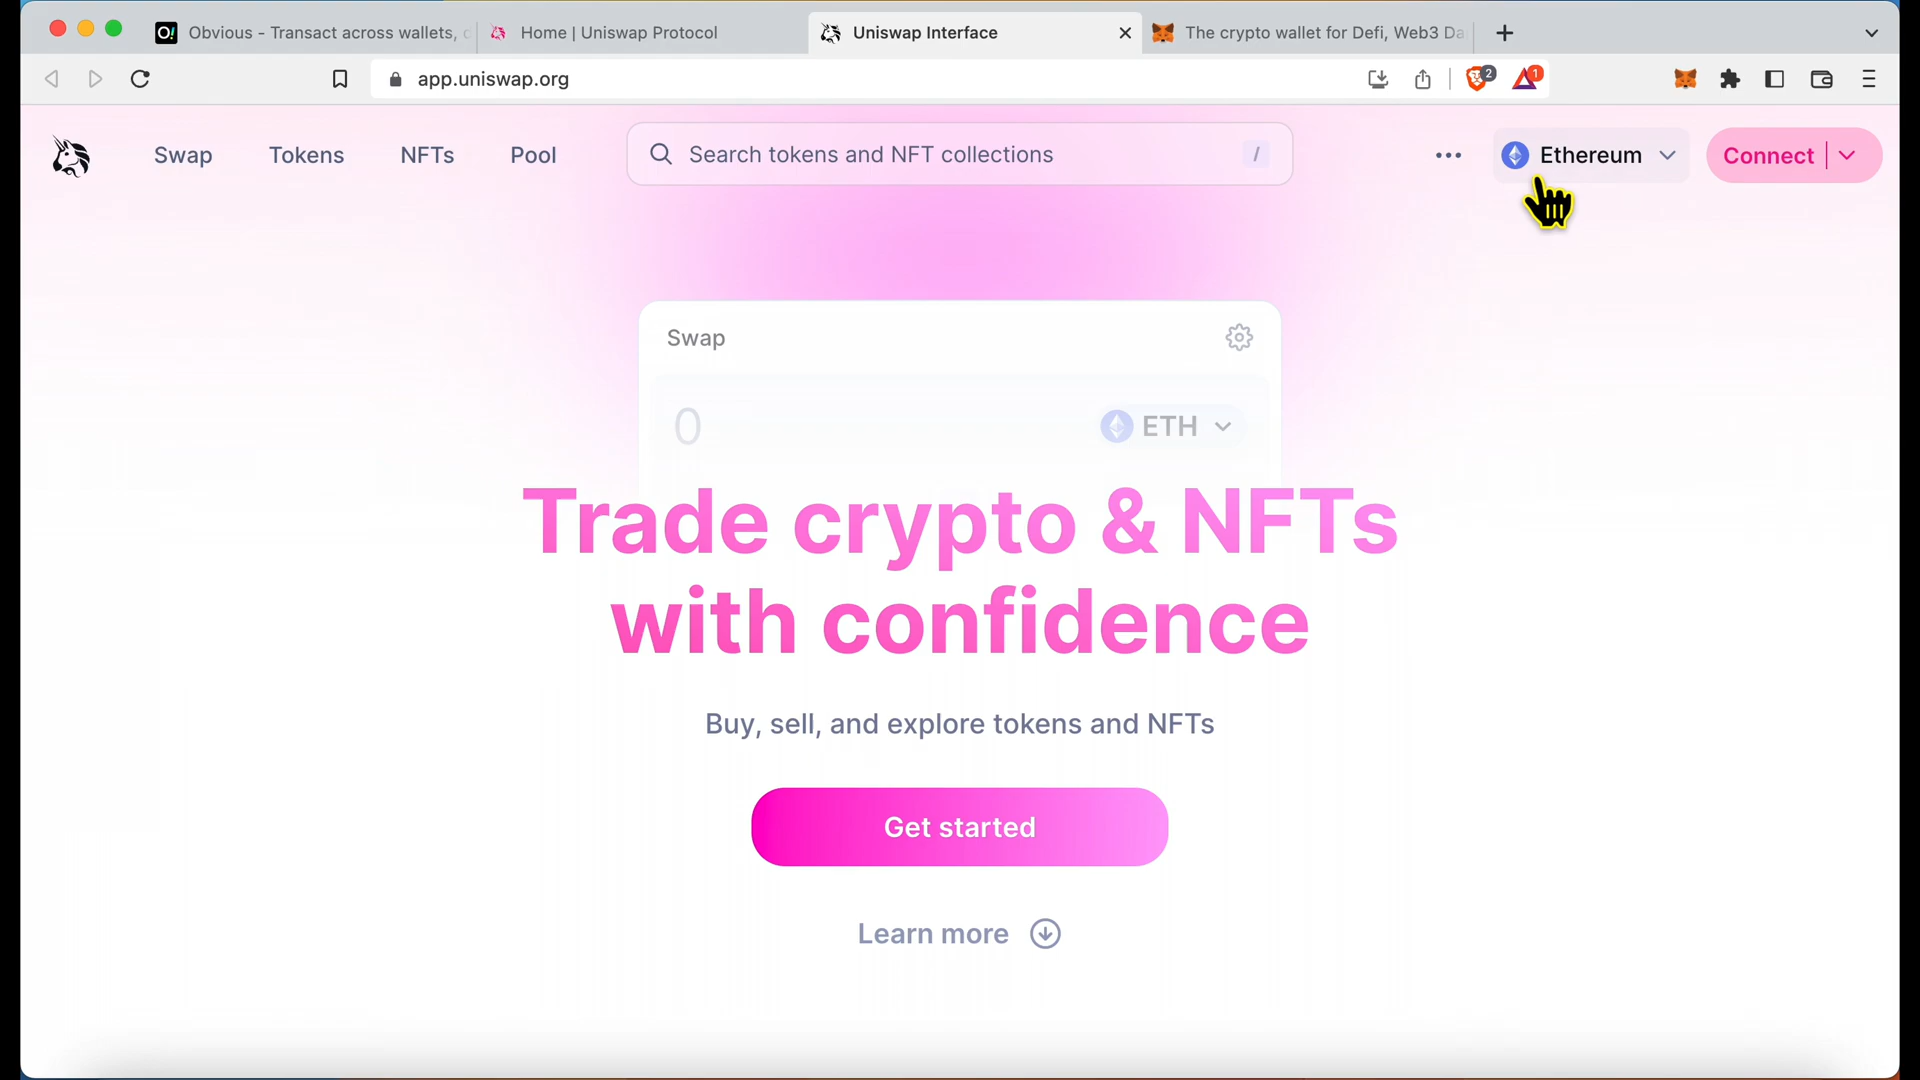 O! Obvious - Transact across wallets, c
Home | Uniswap Protocol
Uniswap Interface
The crypto wallet for Defi, Web3 Da
app.uniswap.org
2
1
Swap Tokens NFTs Pool
Search tokens and NFT collections /
Ethereum
Connect
Swap
0 ETH
Trade crypto & NFTs
with confidence
Buy, sell, and explore tokens and NFTs
Get started
Learn more